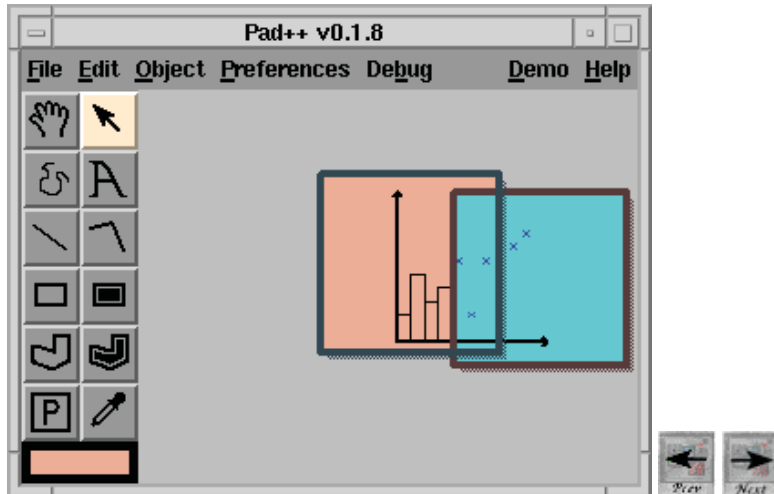 Pad++ v0.1.8
File Edit Object Preferences Debug Demo Help
A
P
Prev Next